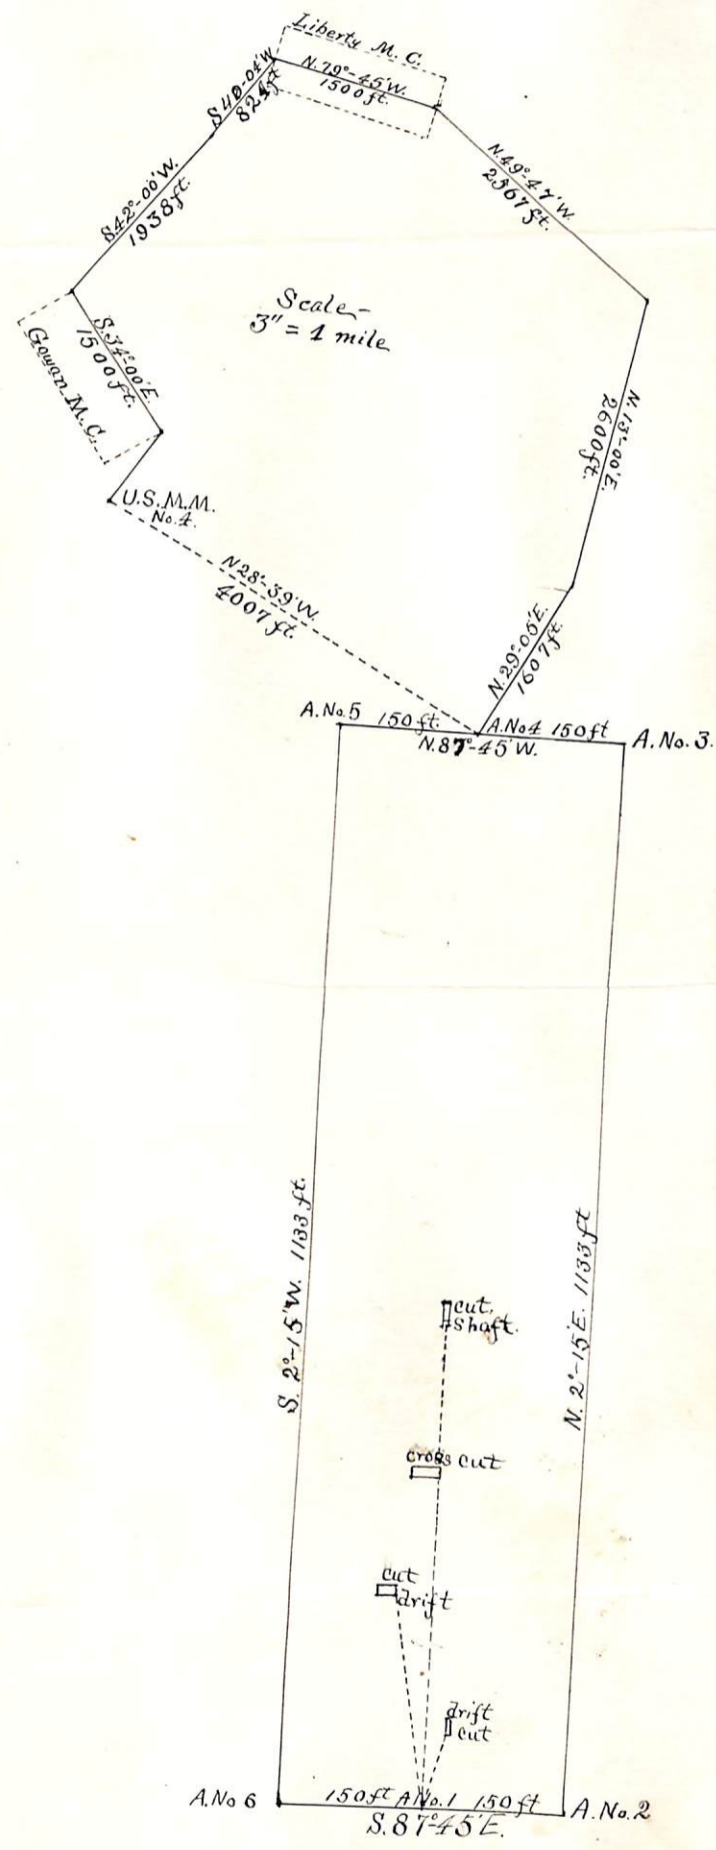 Liberty M. C.
N. 79°-45' W.
1500 ft.
S 40°-04' W
824 ft
N. 49°-47' W.
2567 ft.
S. 42°-00' W.
1938 ft.
Scale-
3" = 1 mile
S. 34°-00' E.
1500 ft.
Gowan M. C.
N. 13°-00' E.
2600 ft.
U.S.M.M.
No. 4.
N 28°-39' W.
4007 ft.
N. 29°-05' E.
1607 ft.
A. No. 5 150 ft. A. No 4 150 ft A. No. 3.
N. 87°-45' W.
S. 2°-15' W. 1133 ft.
N. 2°-15' E. 1133 ft
cut,
shaft.
cross cut
cut
drift
drift
cut
A. No 6 150 ft A No. 1 150 ft A. No. 2
S. 87°-45' E.